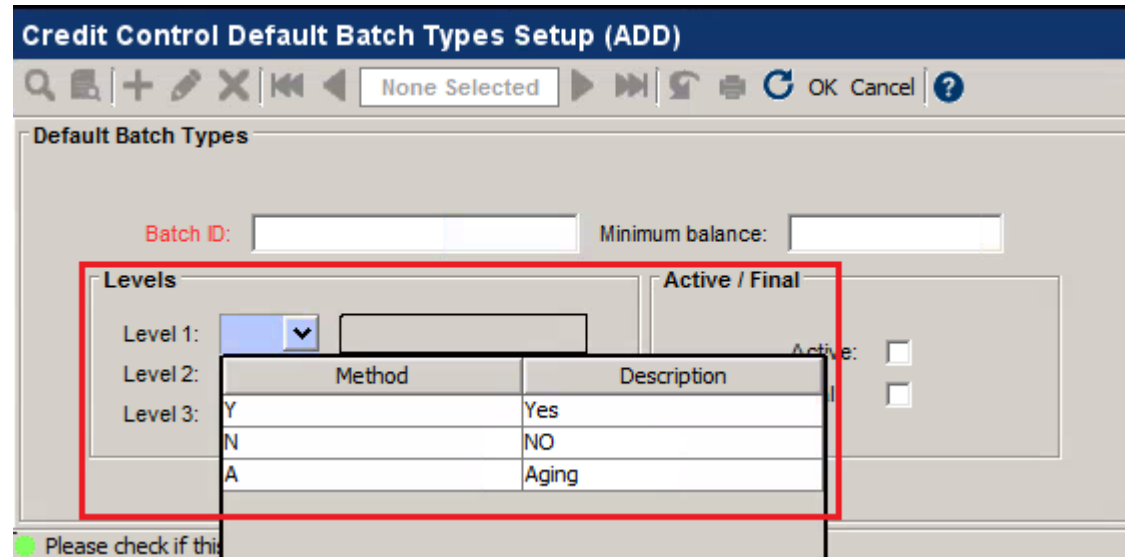 Credit Control Default Batch Types Setup (ADD)
None Selected OK Cancel ?
Default Batch Types
Batch ID: Minimum balance:
Levels Active / Final
Level 1:
Active:
Level 2:
Method Description
Level 3:
Y Yes
N NO
A Aging
Please check if this